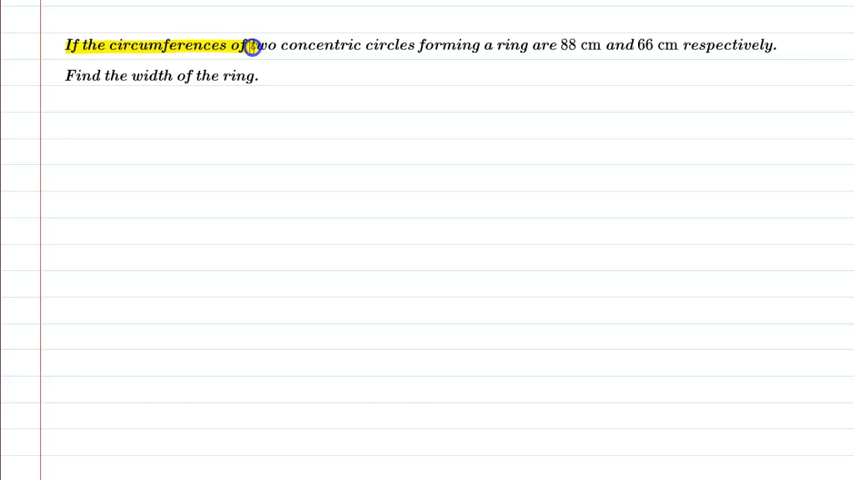 If the circumferences of two concentric circles forming a ring are 88 cm and 66 cm respectively.
Find the width of the ring.